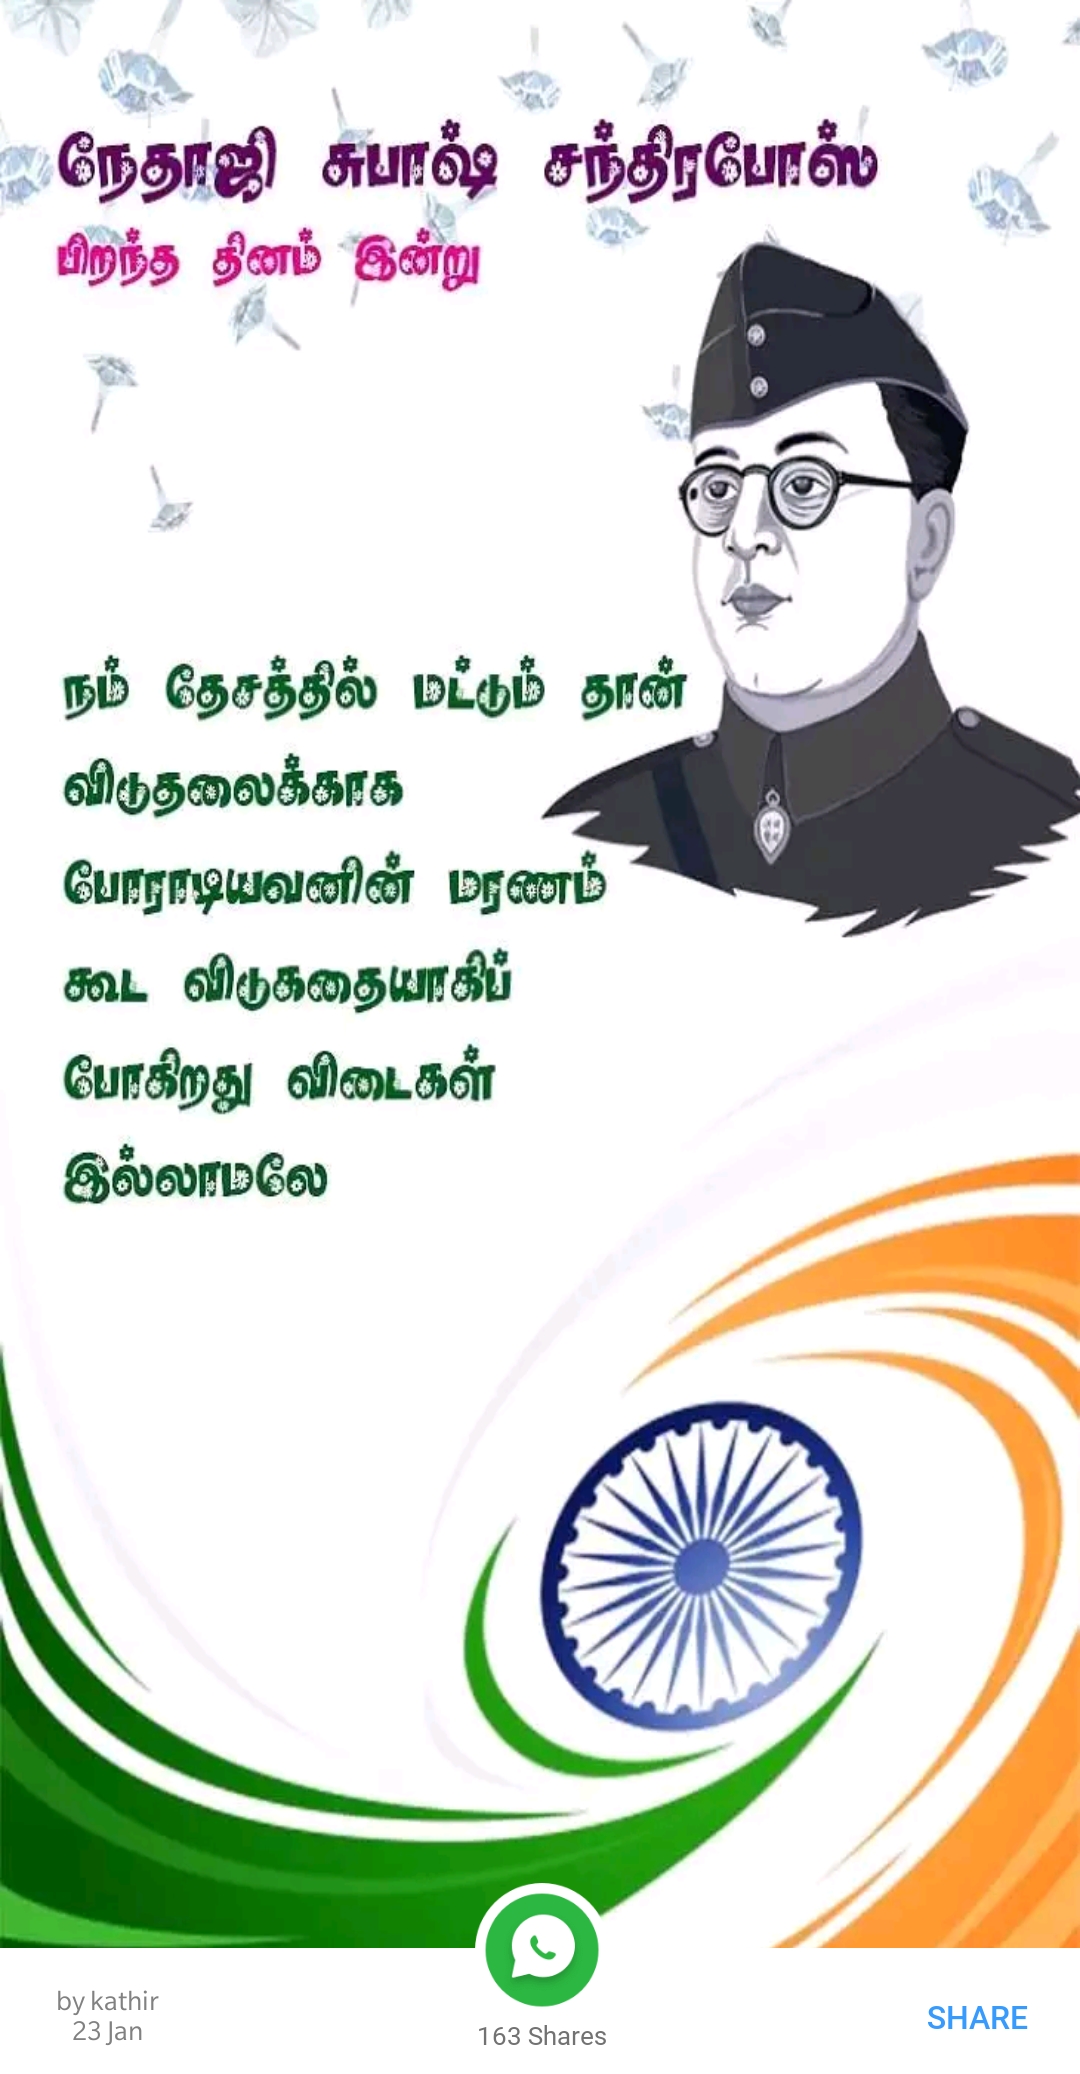 நேதாஜி சுபாஷ் சந்திரபோஸ்
பிறந்த தினம் இன்று
நம் தேசத்தில் மட்டும் தான்
விடுதலைக்காக
போராடியவனின் மரணம்
கூட விடுகதையாகிப்
போகிறது விடைகள்
இல்லாமலே
by kathir
23 Jan
163 Shares
SHARE